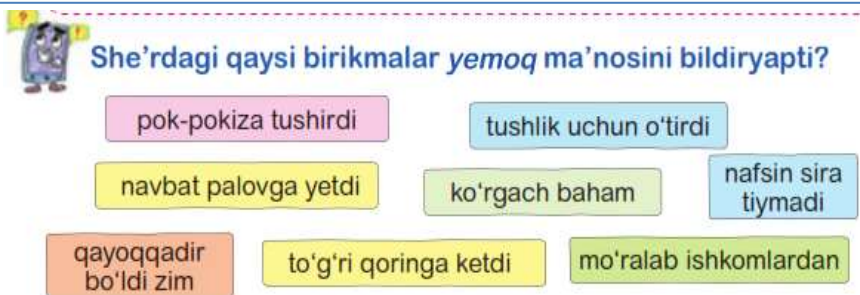 ? ?
She’rdagi qaysi birikmalar yemoq ma’nosini bildiryapti?
pok-pokiza tushirdi
tushlik uchun o‘tirdi
navbat palovga yetdi
ko‘rgach baham
nafsin sira
tiymadi
qayoqqadir
bo‘ldi zim
to‘g‘ri qoringa ketdi
mo‘ralab ishkomlardan